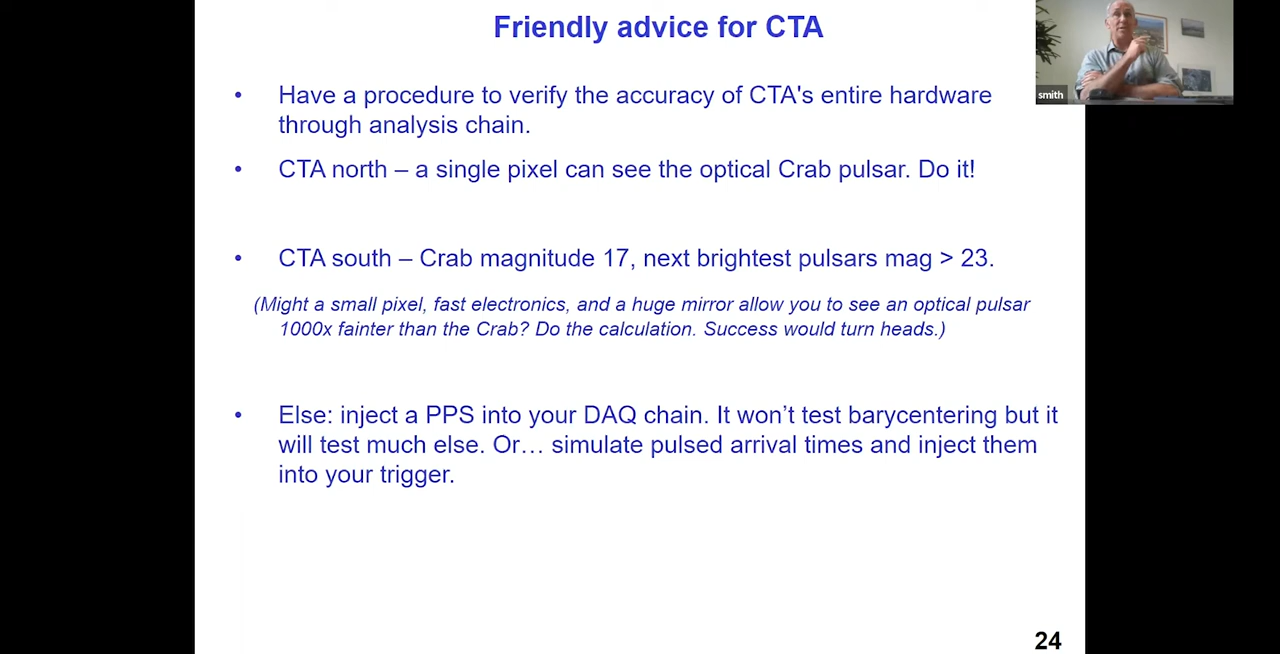 Friendly advice for CTA
smith
• Have a procedure to verify the accuracy of CTA's entire hardware
through analysis chain.
• CTA north – a single pixel can see the optical Crab pulsar. Do it!
• CTA south – Crab magnitude 17, next brightest pulsars mag > 23.
(Might a small pixel, fast electronics, and a huge mirror allow you to see an optical pulsar
1000x fainter than the Crab? Do the calculation. Success would turn heads.)
• Else: inject a PPS into your DAQ chain. It won’t test barycentering but it
will test much else. Or… simulate pulsed arrival times and inject them
into your trigger.
24